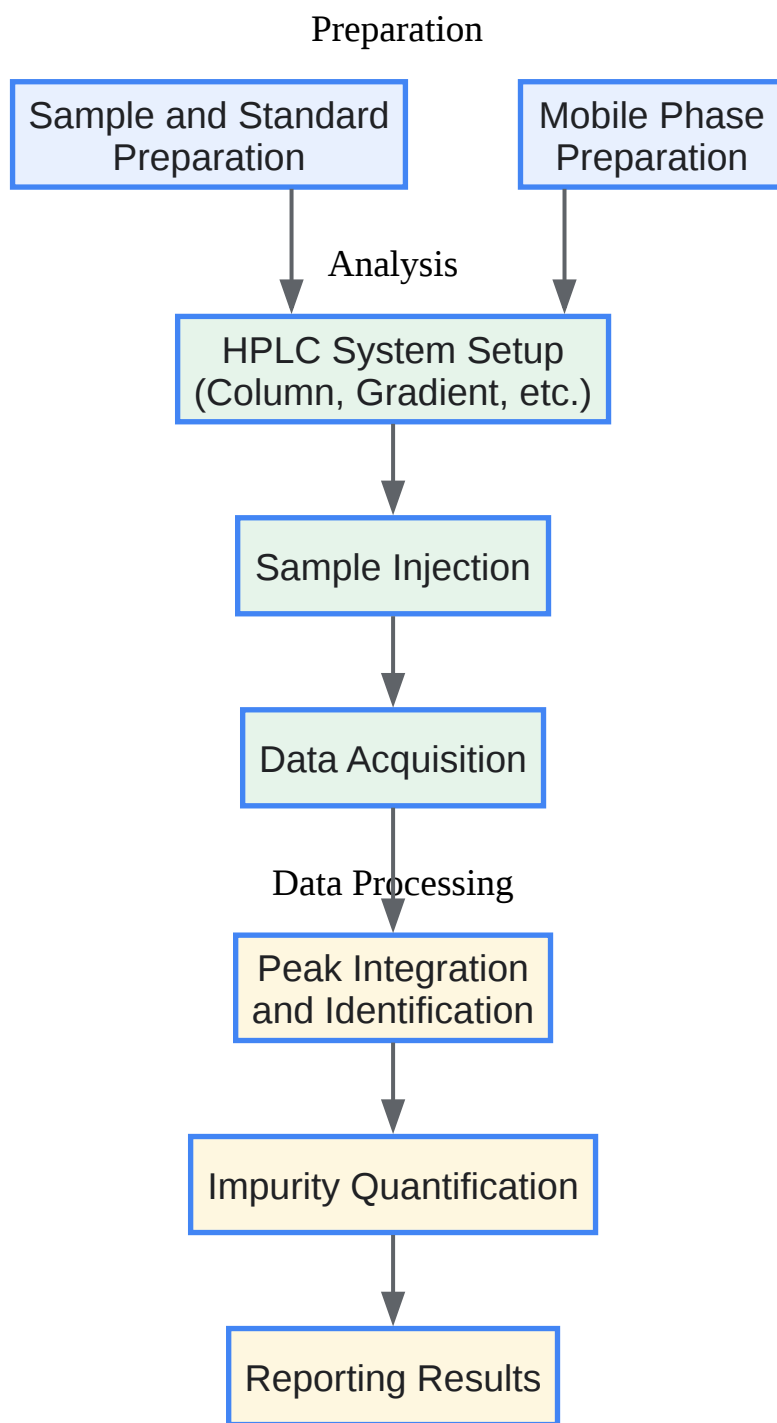 Preparation
Sample and Standard
Preparation
Mobile Phase
Preparation
Analysis
HPLC System Setup
(Column, Gradient, etc.)
Sample Injection
Data Acquisition
Data Processing
Peak Integration
and Identification
Impurity Quantification
Reporting Results